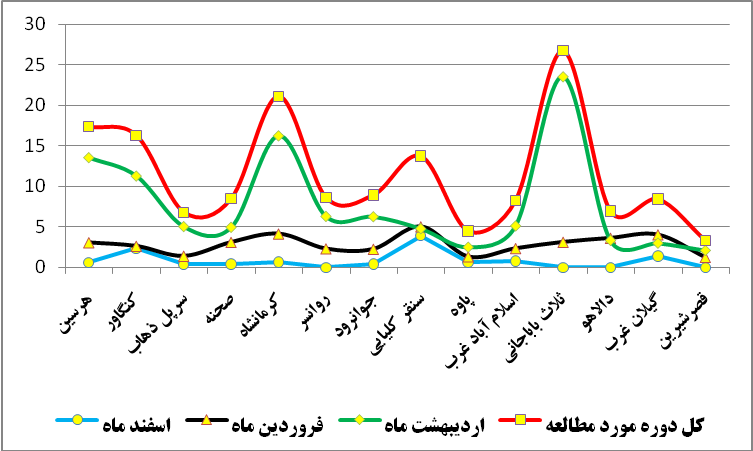 30
25
20
15
10
5
0
هرسین
کنگاور
سرپل ذهاب
صحنه
کرمانشاه
روانسر
جوانرود
سنقر کلیایی
پاوه
اسلام آباد غرب
ثلاث باباجانی
دالاهو
گیلان غرب
قصرشیرین
کل دوره مورد مطالعه اردیبهشت ماه فروردین ماه اسفند ماه